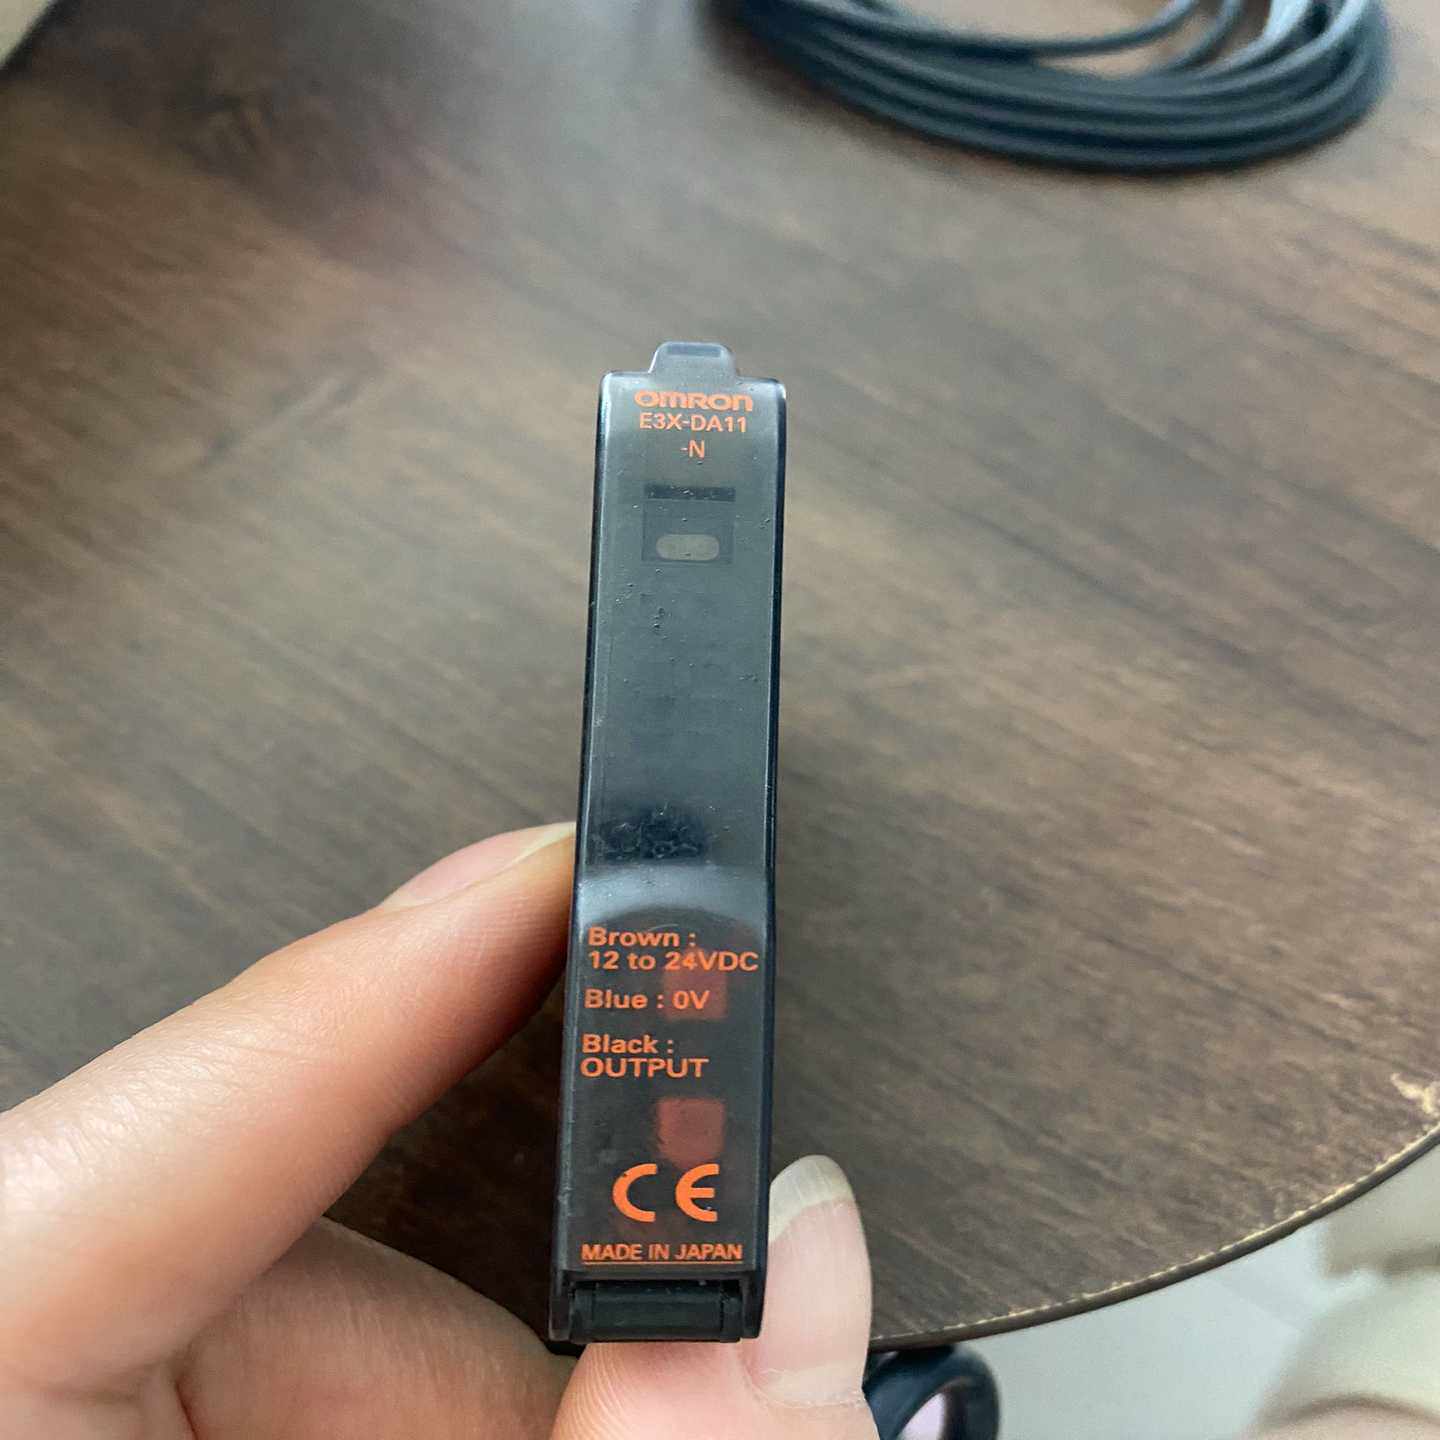 OMRON
E3X-DA11
-N
Brown :
12 to 24VDC
Blue : 0V
Black :
OUTPUT
CE
MADE IN JAPAN